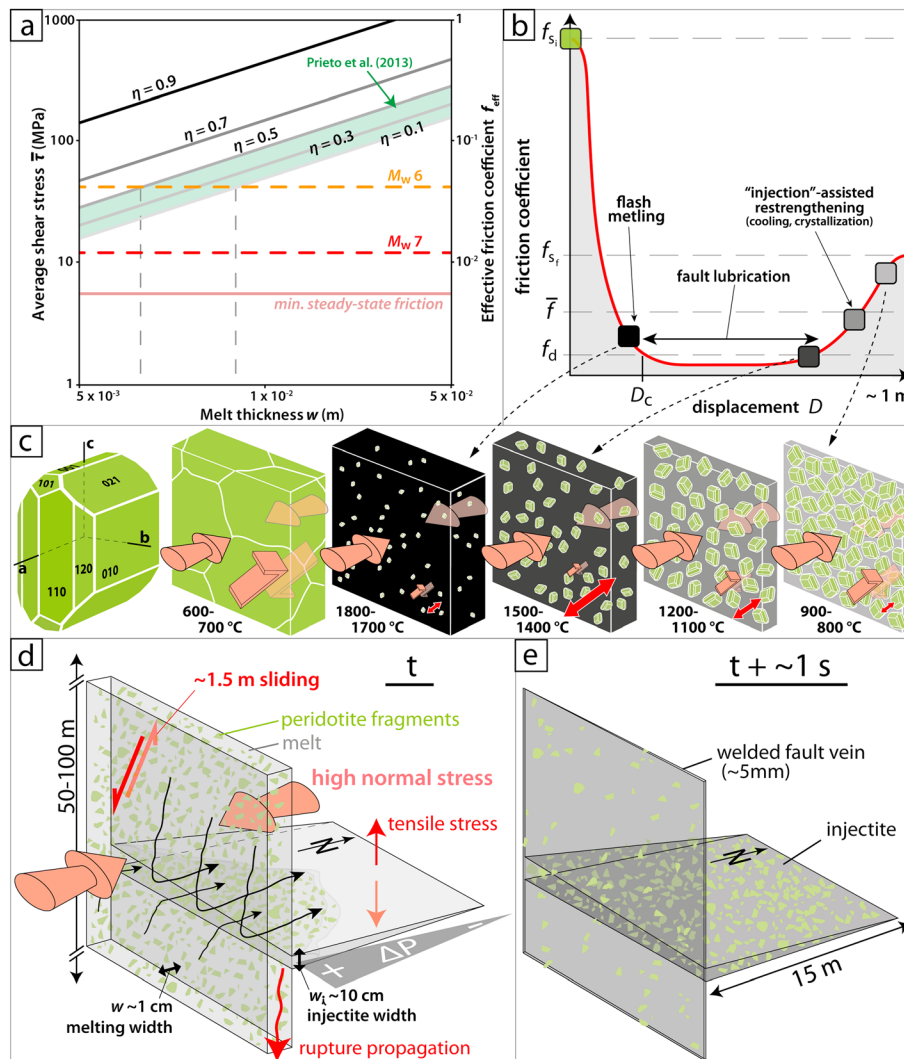 a
1000
100
10
1
Average shear stress τ̅ (MPa)
1
10⁻¹
10⁻²
Effective friction coefficient f_eff
Prieto et al. (2013)
η = 0.9
η = 0.7
η = 0.5
η = 0.3
η = 0.1
M_w 6
M_w 7
min. steady-state friction
5 x 10⁻³
1 x 10⁻²
5 x 10⁻²
Melt thickness w (m)
b
f_si
f_sf
f̅
f_d
friction coefficient
flash
metling
"injection"-assisted
restrengthening
(cooling, crystallization)
fault lubrication
D_c
displacement D
~ 1 m
c
c
101
021
a
b
110
120
010
600-
700 °C
1800-
1700 °C
1500-
1400 °C
1200-
1100 °C
900-
800 °C
d
t
~1.5 m sliding
peridotite fragments
melt
high normal stress
50-100 m
tensile stress
N
+ ΔP -
w ~1 cm
melting width
w_i ~10 cm
injectite width
rupture propagation
e
t + ~1 s
welded fault vein
(~5mm)
injectite
N
15 m